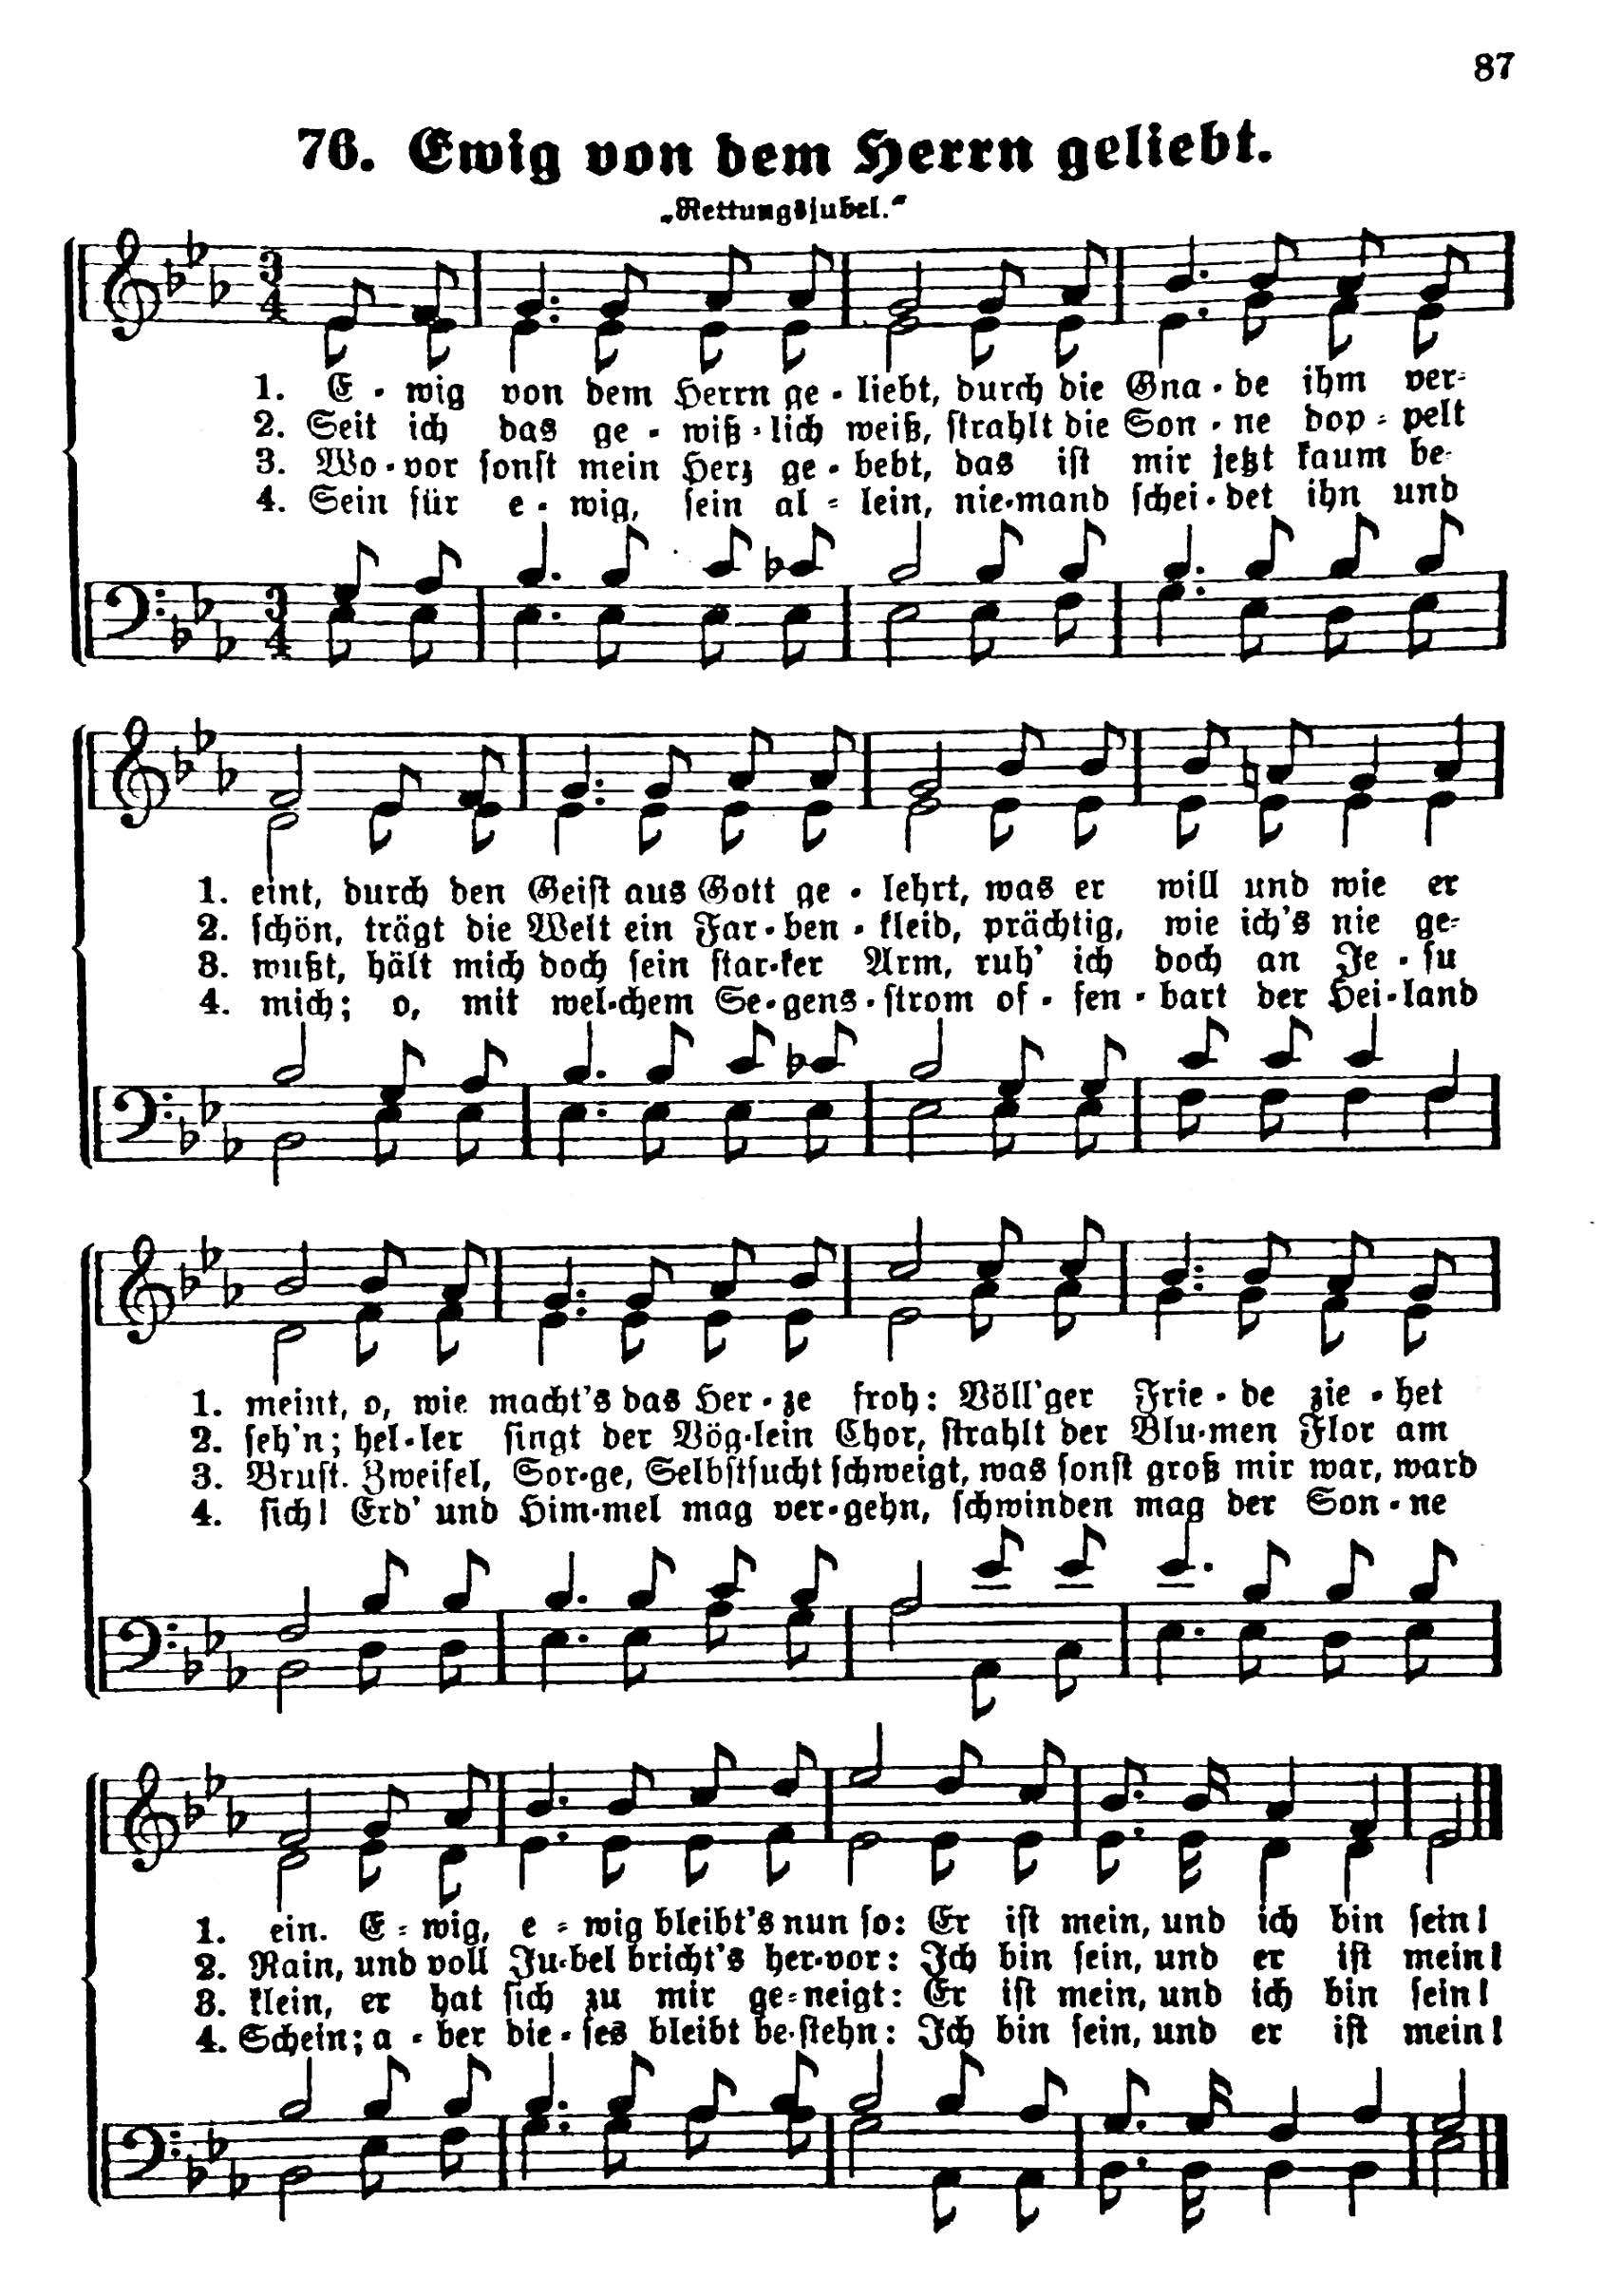 87
76. Ewig von dem Herrn geliebt.
„Rettungsjubel.“
1. E - wig von dem Herrn ge - liebt, durch die Gna - de ihm ver-
2. Seit ich das ge - wiß - lich weiß, strahlt die Son - ne dop - pelt
3. Wo - vor sonst mein Herz ge - bebt, das ist mir jetzt kaum be-
4. Sein für e - wig, sein al - lein, nie-mand schei - det ihn und
1. eint, durch den Geist aus Gott ge - lehrt, was er will und wie er
2. schön, trägt die Welt ein Far - ben - kleid, prächtig, wie ich's nie ge-
3. wußt, hält mich doch sein star-ker Arm, ruh' ich doch an Je - su
4. mich; o, mit wel-chem Se-gens-strom of - fen - bart der Hei-land
1. meint, o, wie macht's das Her - ze froh: Völl'ger Frie - de zie - het
2. seh'n; hel-ler singt der Vög-lein Chor, strahlt der Blu-men Flor am
3. Brust. Zweifel, Sor-ge, Selbstsucht schweigt, was sonst groß mir war, ward
4. sich! Erd' und Him-mel mag ver-gehn, schwinden mag der Son - ne
1. ein. E - wig, e - wig bleibt's nun so: Er ist mein, und ich bin sein!
2. Rain, und voll Ju-bel bricht's her-vor: Ich bin sein, und er ist mein!
3. klein, er hat sich zu mir ge-neigt: Er ist mein, und ich bin sein!
4. Schein; a - ber die - ses bleibt be-stehn: Ich bin sein, und er ist mein!